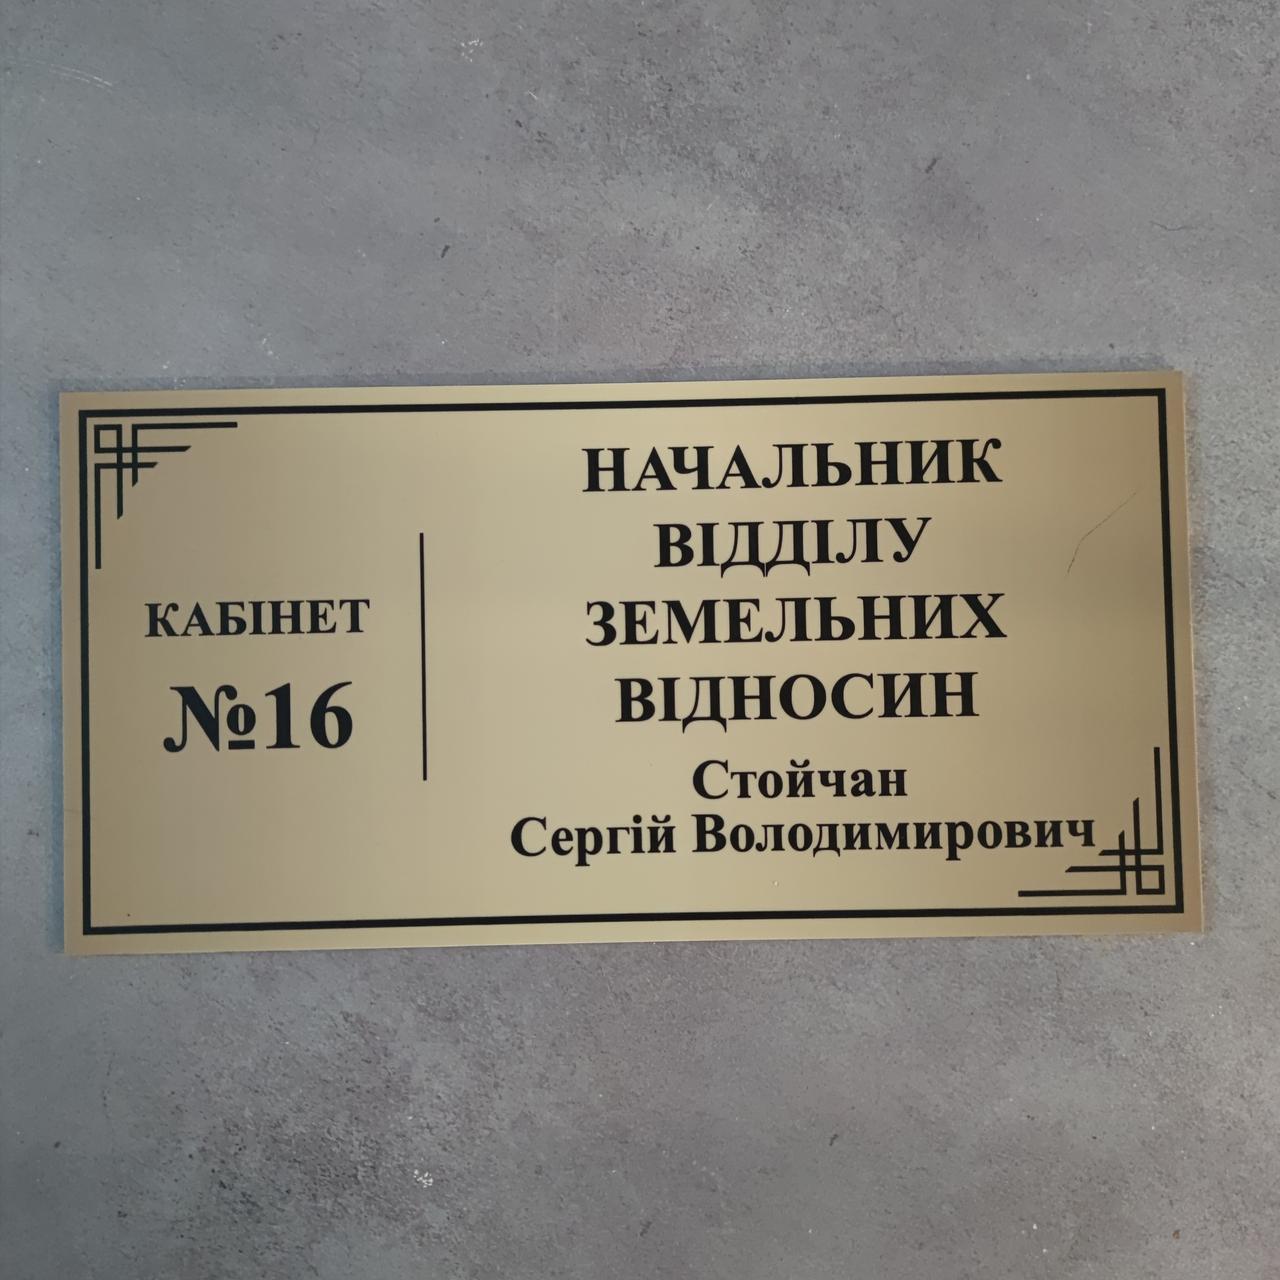 КАБІНЕТ
№16
НАЧАЛЬНИК
ВІДДІЛУ
ЗЕМЕЛЬНИХ
ВІДНОСИН
Стойчан
Сергій Володимирович